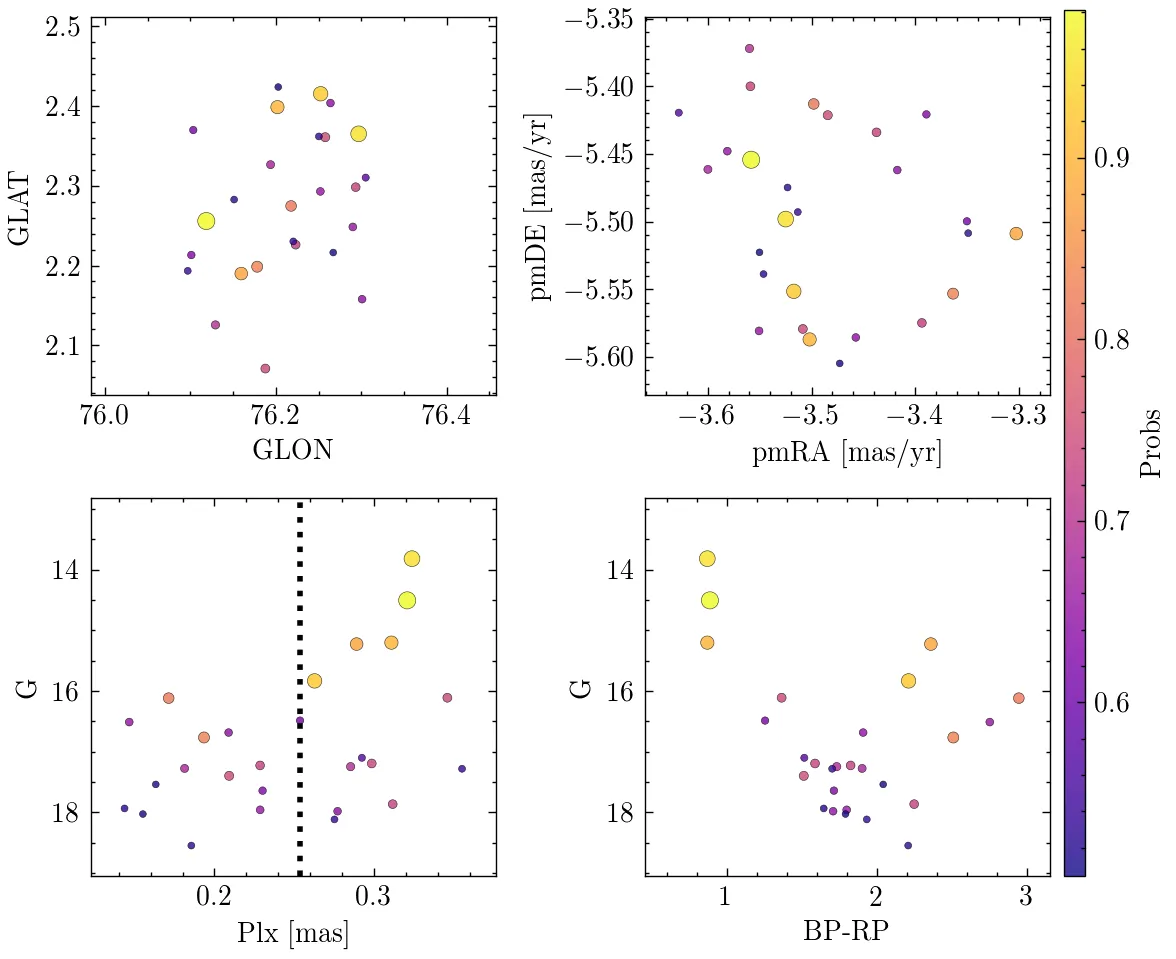 2.5
2.4
2.3
2.2
2.1
GLAT
76.0 76.2 76.4
GLON
−5.35
−5.40
−5.45
−5.50
−5.55
−5.60
pmDE [mas/yr]
−3.6 −3.5 −3.4 −3.3
pmRA [mas/yr]
14
16
18
G
0.2 0.3
Plx [mas]
14
16
18
G
1 2 3
BP-RP
0.9
0.8
0.7
0.6
Probs